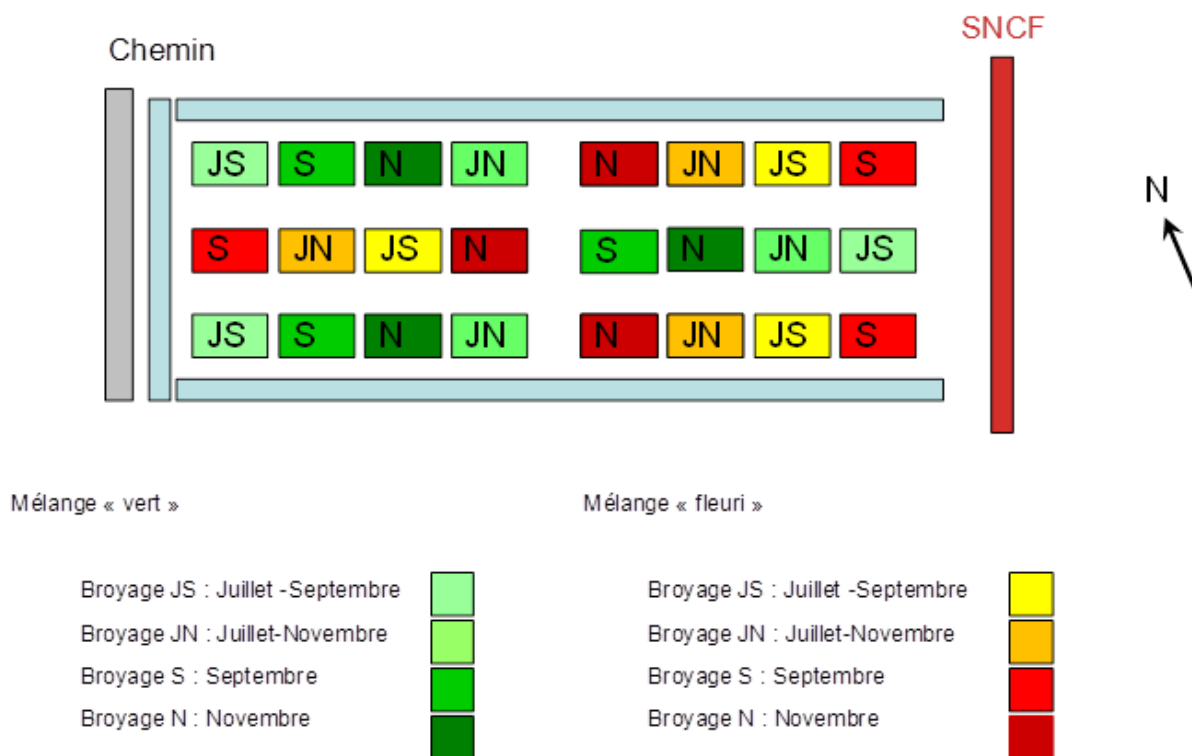 SNCF
Chemin
JS S N JN N JN JS S
N
S JN JS N S N JN JS
JS S N JN N JN JS S
Mélange « vert »
Mélange « fleuri »
Broyage JS : Juillet -Septembre
Broyage JN : Juillet-Novembre
Broyage S : Septembre
Broyage N : Novembre
Broyage JS : Juillet -Septembre
Broyage JN : Juillet-Novembre
Broyage S : Septembre
Broyage N : Novembre